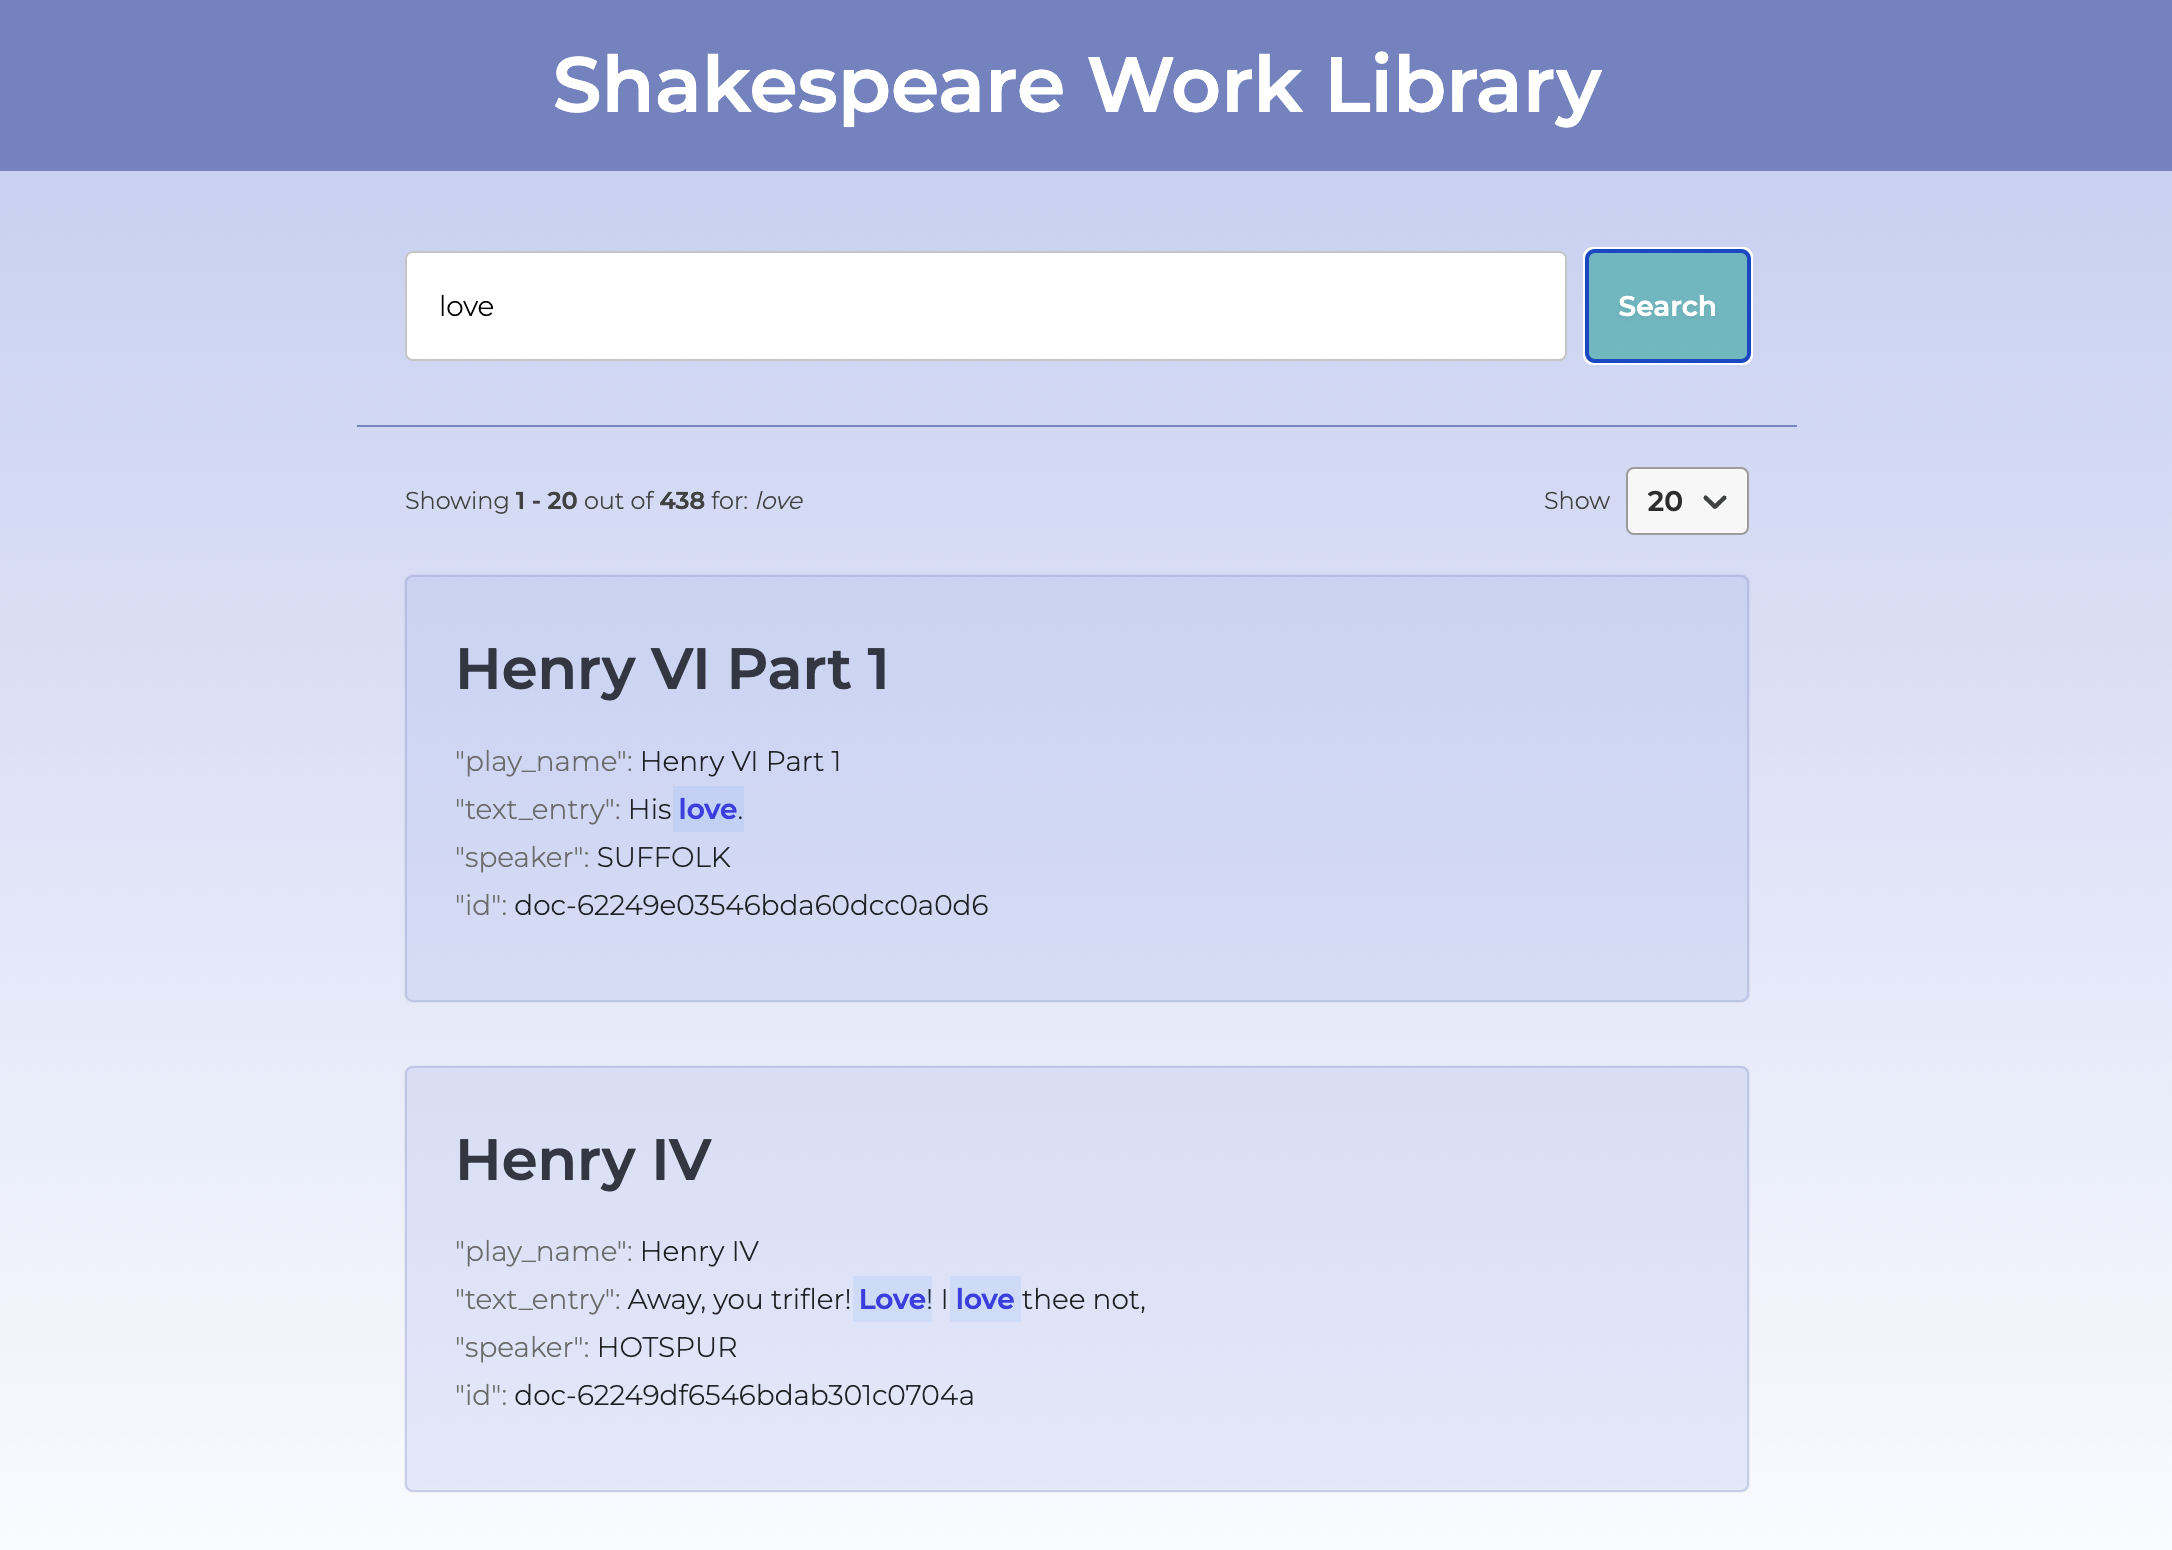 Shakespeare Work Library
love
Search
Showing 1 - 20 out of 438 for: love
Show 20
Henry VI Part 1
"play_name": Henry VI Part 1
"text_entry": His love.
"speaker": SUFFOLK
"id": doc-62249e03546bda60dcc0a0d6
Henry IV
"play_name": Henry IV
"text_entry": Away, you trifler! Love! I love thee not,
"speaker": HOTSPUR
"id": doc-62249df6546bdab301c0704a